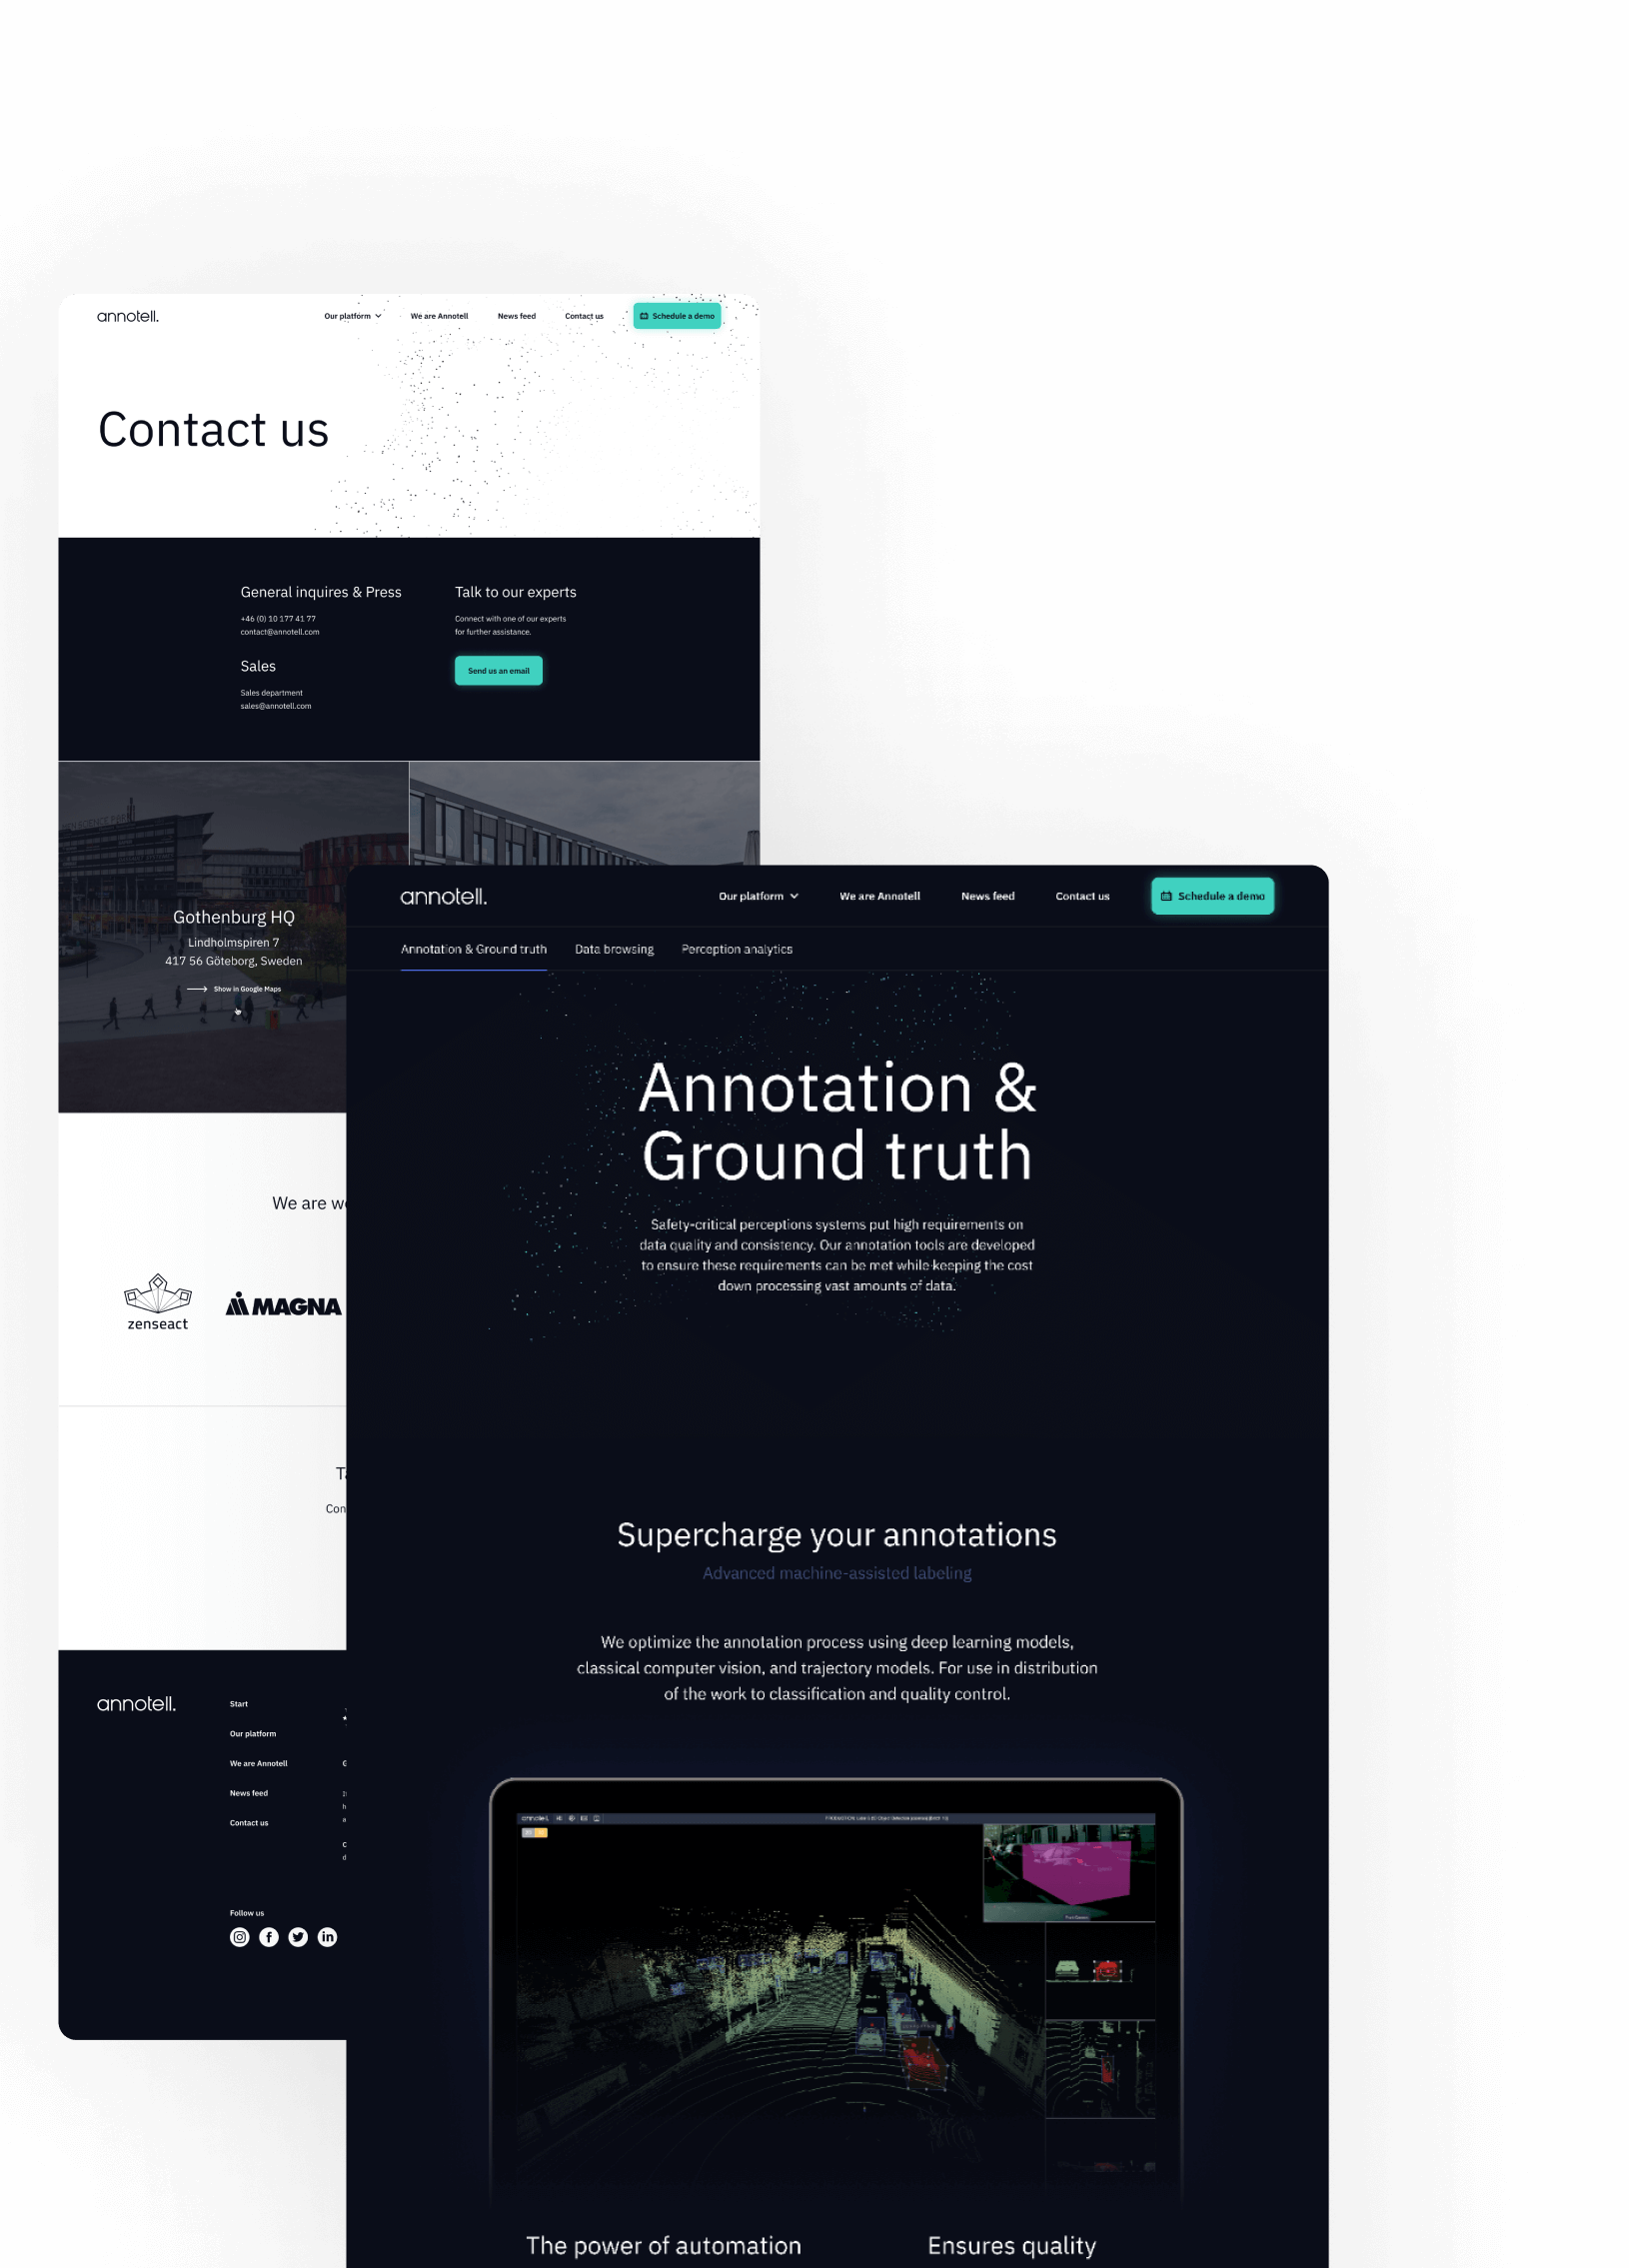 annotell.
Our platform
We are Annotell
News feed
Contact us
Schedule a demo
Contact us
General inquires & Press
+46 (0) 10 177 41 77
contact@annotell.com
Sales
Sales department
sales@annotell.com
Talk to our experts
Connect with one of our experts
for further assistance.
Send us an email
Gothenburg HQ
Lindholmspiren 7
417 56 Göteborg, Sweden
Show in Google Maps
We are
zenseact
MAGNA
annotell.
Start
Our platform
We are Annotell
News feed
Contact us
Follow us
annotell.
Our platform
We are Annotell
News feed
Contact us
Schedule a demo
Annotation & Ground truth
Data browsing
Perception analytics
Annotation &
Ground truth
Safety-critical perceptions systems put high requirements on
data quality and consistency. Our annotation tools are developed
to ensure these requirements can be met while keeping the cost
down processing vast amounts of data.
Supercharge your annotations
Advanced machine-assisted labeling
We optimize the annotation process using deep learning models,
classical computer vision, and trajectory models. For use in distribution
of the work to classification and quality control.
annotell.
The power of automation
Ensures quality